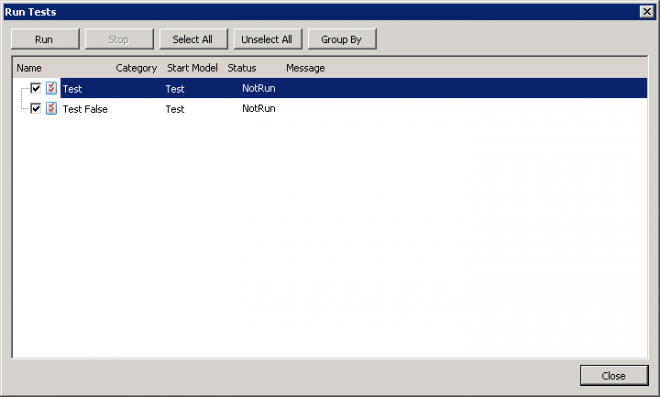 Run Tests
Run Stop Select All Unselect All Group By
Name Category Start Model Status Message
Test Test NotRun
Test False Test NotRun
Close